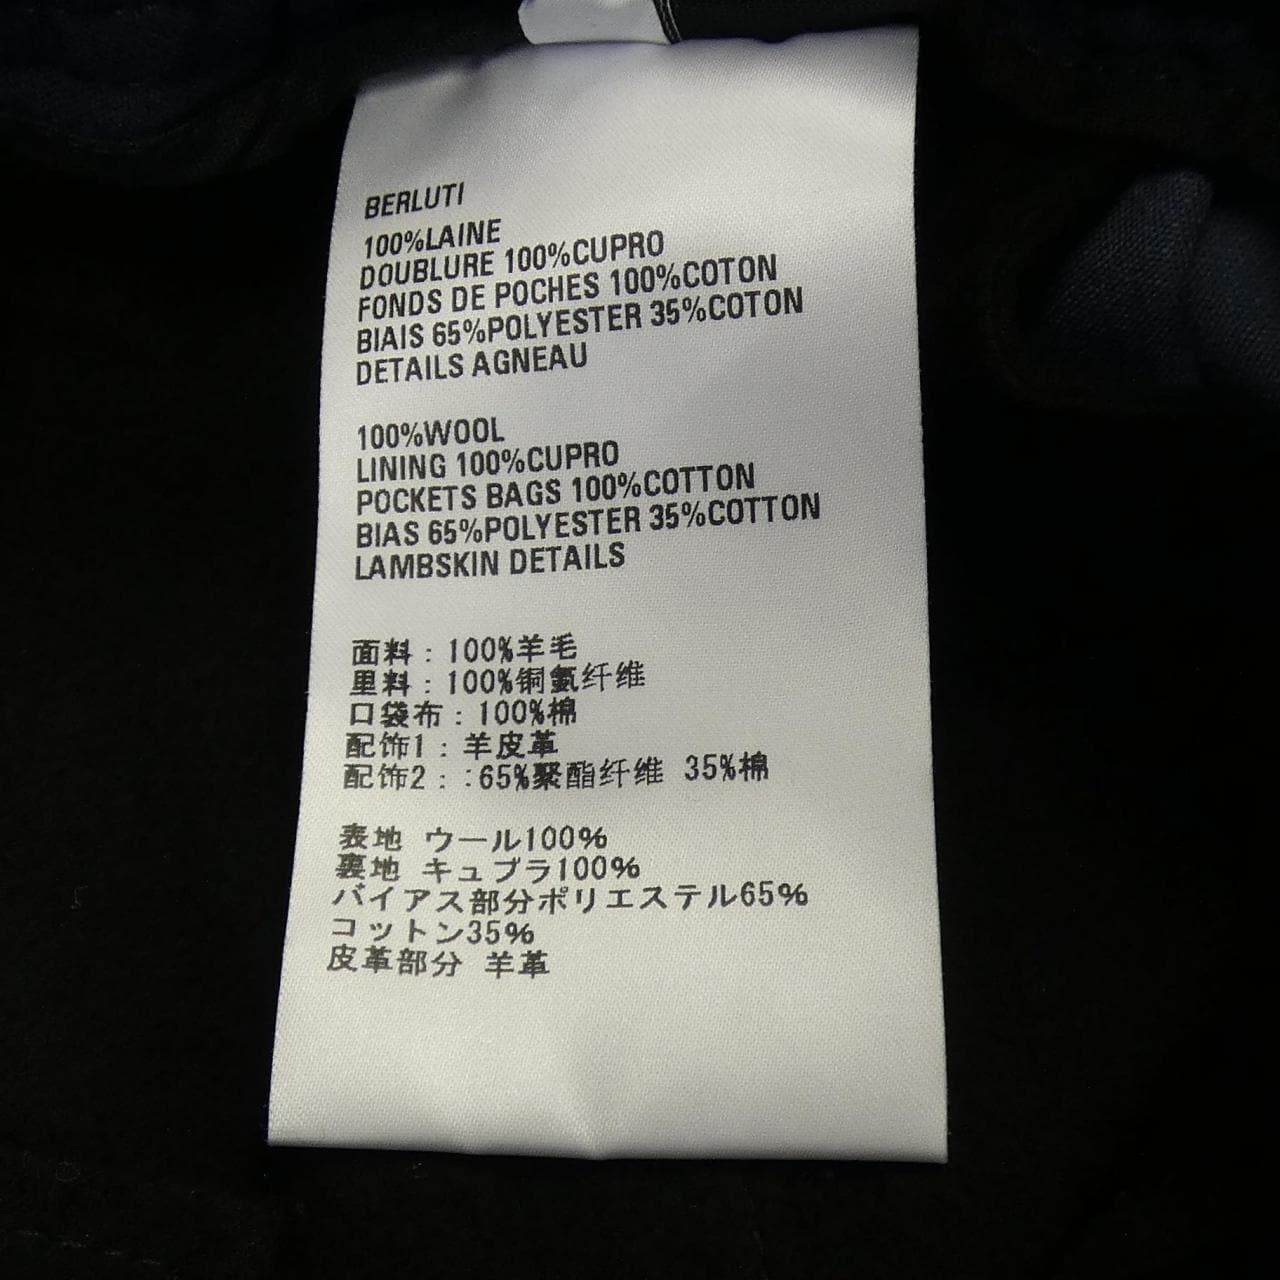 BERLUTI
100%LAINE
DOUBLURE 100%CUPRO
FONDS DE POCHES 100%COTON
BIAIS 65%POLYESTER 35%COTON
DETAILS AGNEAU
100%WOOL
LINING 100%CUPRO
POCKETS BAGS 100%COTTON
BIAS 65%POLYESTER 35%COTTON
LAMBSKIN DETAILS
面料：100%羊毛
里料：100%铜氨纤维
口袋布：100%棉
配饰1：羊皮革
配饰2：:65%聚酯纤维 35%棉
表地 ウール100%
裏地 キュプラ100%
バイアス部分ポリエステル65%
コットン35%
皮革部分 羊革